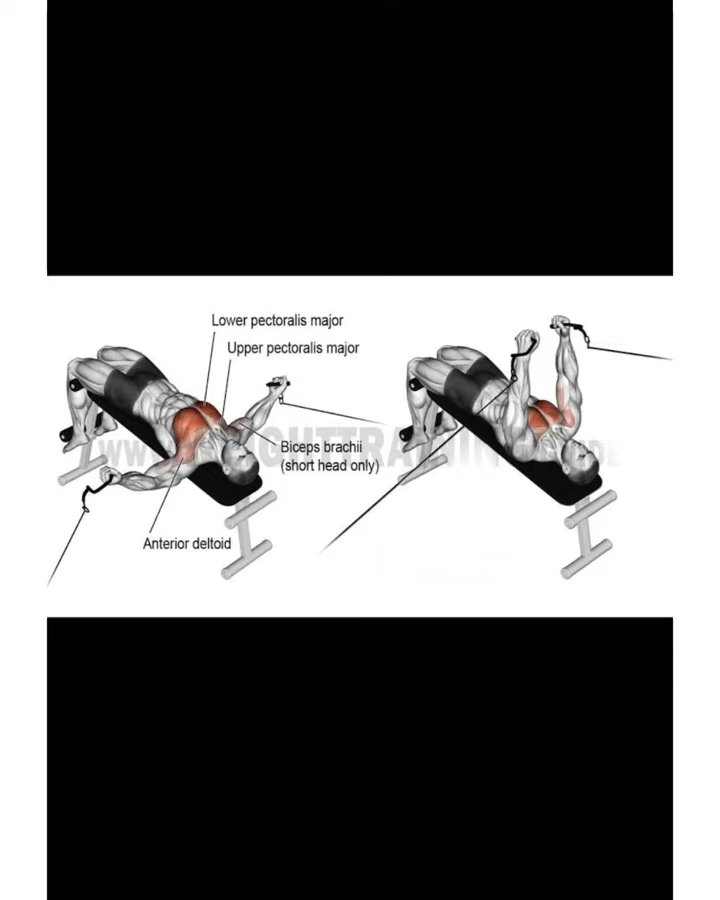 Lower pectoralis major
Upper pectoralis major
Biceps brachii
(short head only)
Anterior deltoid